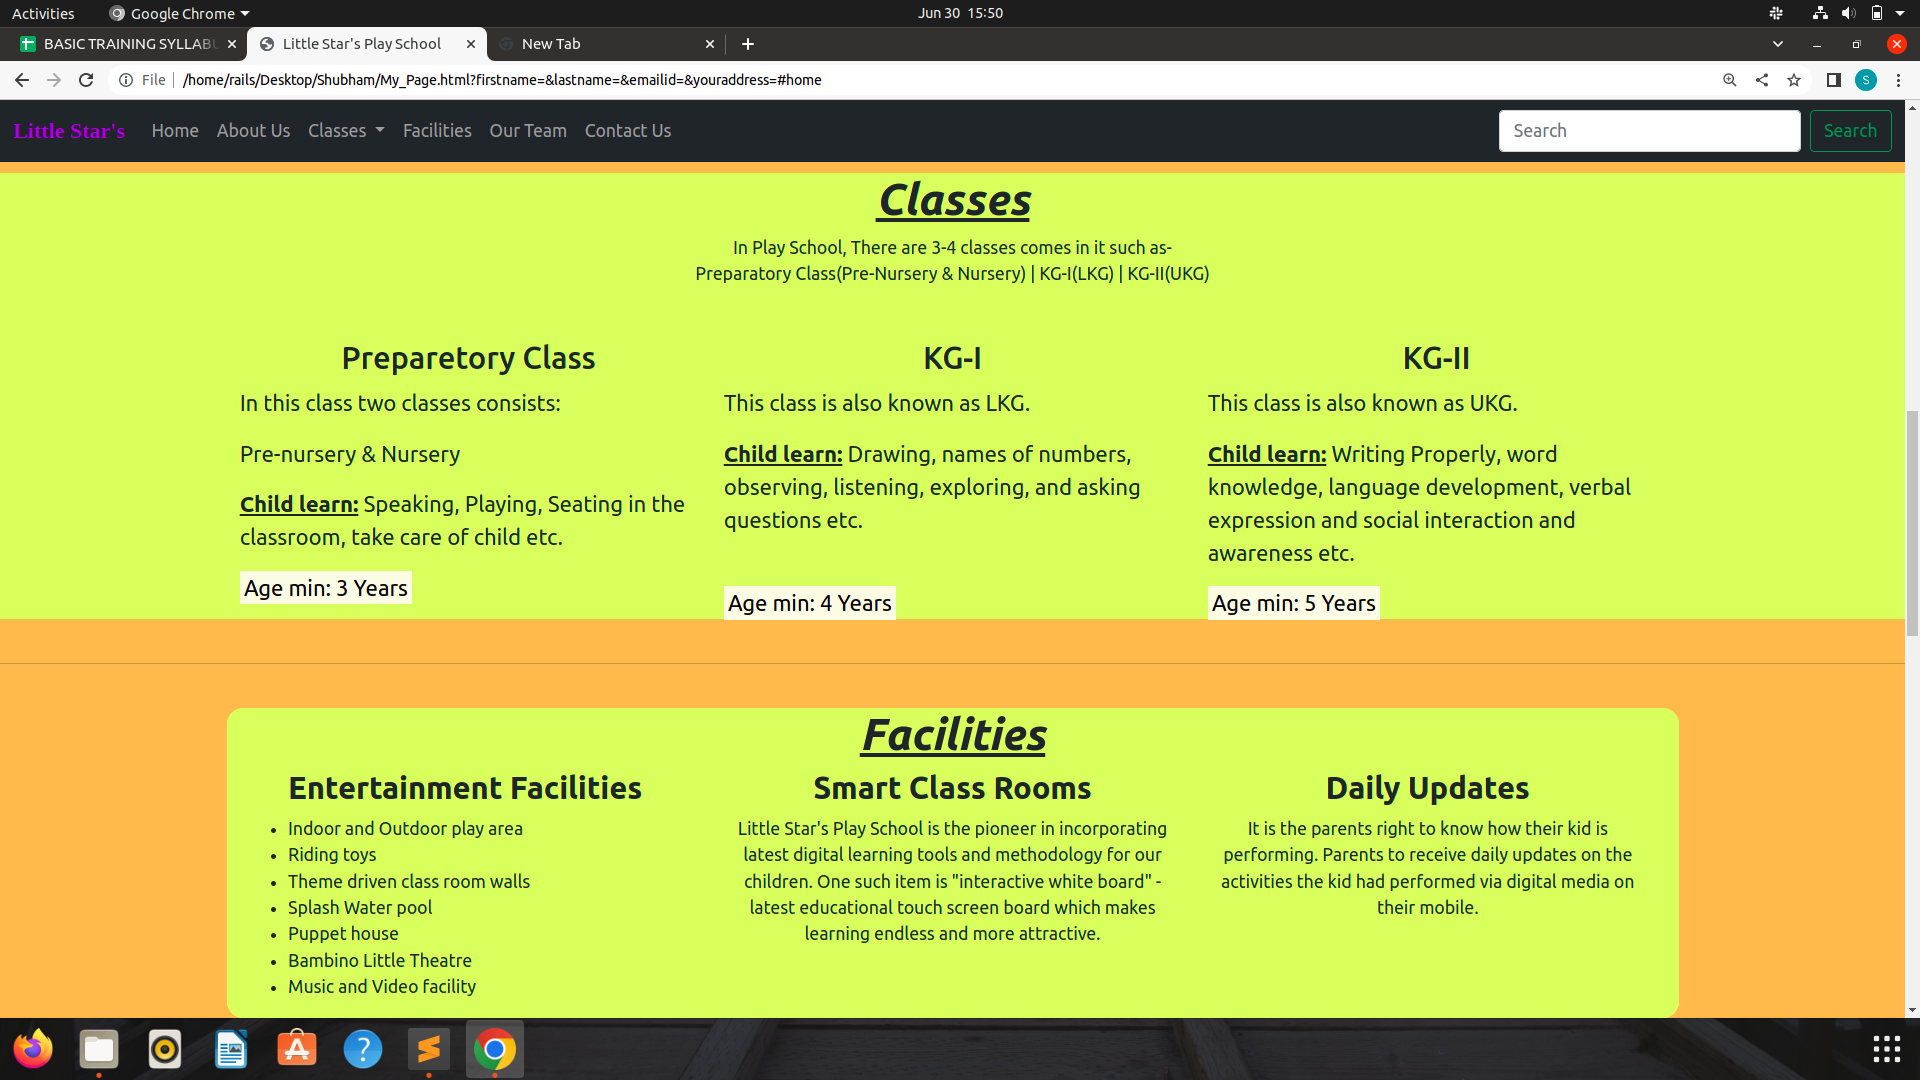 Activities
Google Chrome
Jun 30 15:50
BASIC TRAINING SYLLABU
Little Star's Play School
New Tab
File
/home/rails/Desktop/Shubham/My_Page.html?firstname=&lastname=&emailid=&youraddress=#home
S
Little Star's
Home
About Us
Classes
Facilities
Our Team
Contact Us
Search
Search
Classes
In Play School, There are 3-4 classes comes in it such as-
Preparatory Class(Pre-Nursery & Nursery) | KG-I(LKG) | KG-II(UKG)
Preparetory Class
In this class two classes consists:
Pre-nursery & Nursery
Child learn: Speaking, Playing, Seating in the
classroom, take care of child etc.
Age min: 3 Years
KG-I
This class is also known as LKG.
Child learn: Drawing, names of numbers,
observing, listening, exploring, and asking
questions etc.
Age min: 4 Years
KG-II
This class is also known as UKG.
Child learn: Writing Properly, word
knowledge, language development, verbal
expression and social interaction and
awareness etc.
Age min: 5 Years
Facilities
Entertainment Facilities
• Indoor and Outdoor play area
• Riding toys
• Theme driven class room walls
• Splash Water pool
• Puppet house
• Bambino Little Theatre
• Music and Video facility
Smart Class Rooms
Little Star's Play School is the pioneer in incorporating
latest digital learning tools and methodology for our
children. One such item is "interactive white board" -
latest educational touch screen board which makes
learning endless and more attractive.
Daily Updates
It is the parents right to know how their kid is
performing. Parents to receive daily updates on the
activities the kid had performed via digital media on
their mobile.